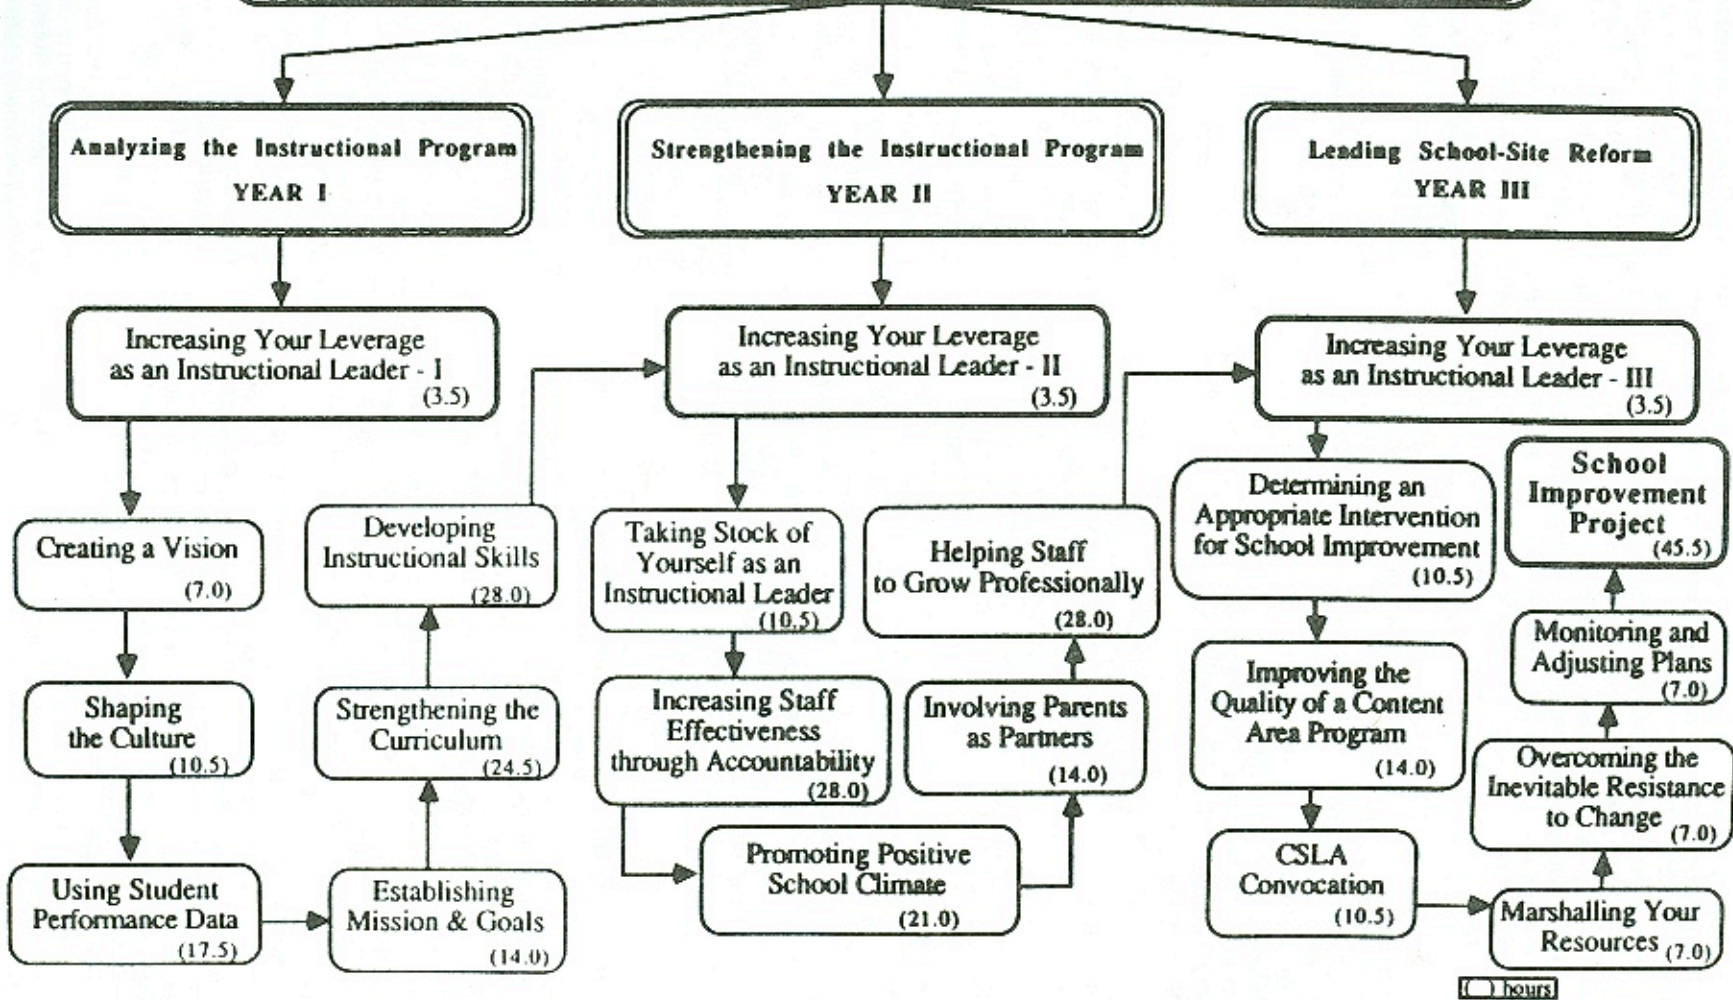 Analyzing the Instructional Program
YEAR I
Strengthening the Instructional Program
YEAR II
Leading School-Site Reform
YEAR III
Increasing Your Leverage
as an Instructional Leader - I
(3.5)
Increasing Your Leverage
as an Instructional Leader - II
(3.5)
Increasing Your Leverage
as an Instructional Leader - III
(3.5)
Creating a Vision
(7.0)
Shaping
the Culture
(10.5)
Using Student
Performance Data
(17.5)
Establishing
Mission & Goals
(14.0)
Strengthening the
Curriculum
(24.5)
Developing
Instructional Skills
(28.0)
Taking Stock of
Yourself as an
Instructional Leader
(10.5)
Increasing Staff
Effectiveness
through Accountability
(28.0)
Promoting Positive
School Climate
(21.0)
Involving Parents
as Partners
(14.0)
Helping Staff
to Grow Professionally
(28.0)
Determining an
Appropriate Intervention
for School Improvement
(10.5)
Improving the
Quality of a Content
Area Program
(14.0)
CSLA
Convocation
(10.5)
Marshalling Your
Resources (7.0)
Overcoming the
Inevitable Resistance
to Change (7.0)
Monitoring and
Adjusting Plans
(7.0)
School
Improvement
Project
(45.5)
( ) hours